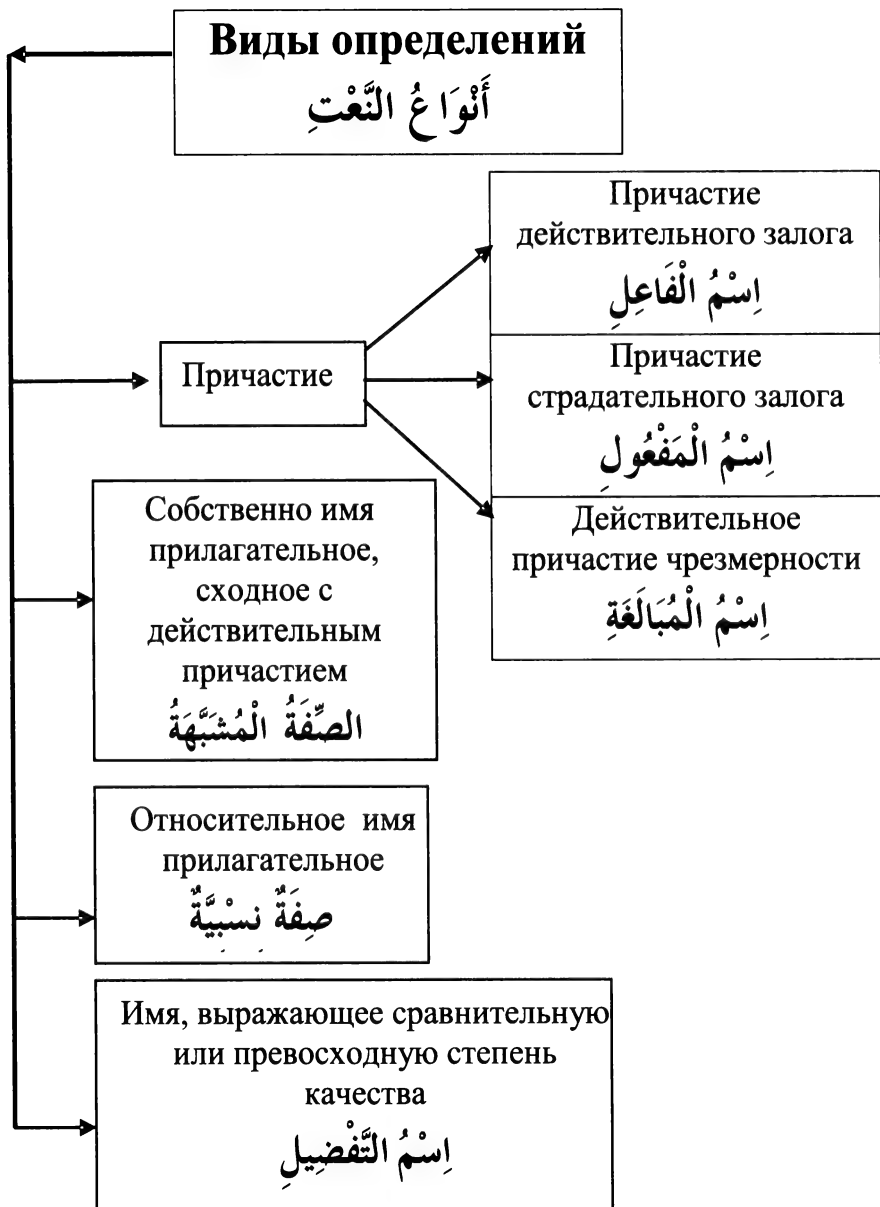 Виды определений
أَنْوَاعُ النَّعْتِ
Причастие
действительного залога
اِسْمُ الْفَاعِلِ
Причастие
Причастие
страдательного залога
اِسْمُ الْمَفْعُولِ
Действительное
причастие чрезмерности
اِسْمُ الْمُبَالَغَةِ
Собственно имя
прилагательное,
сходное с
действительным
причастием
الصِّفَةُ الْمُشَبَّهَةُ
Относительное имя
прилагательное
صِفَةٌ نِسْبِيَّةٌ
Имя, выражающее сравнительную
или превосходную степень
качества
اِسْمُ التَّفْضِيلِ